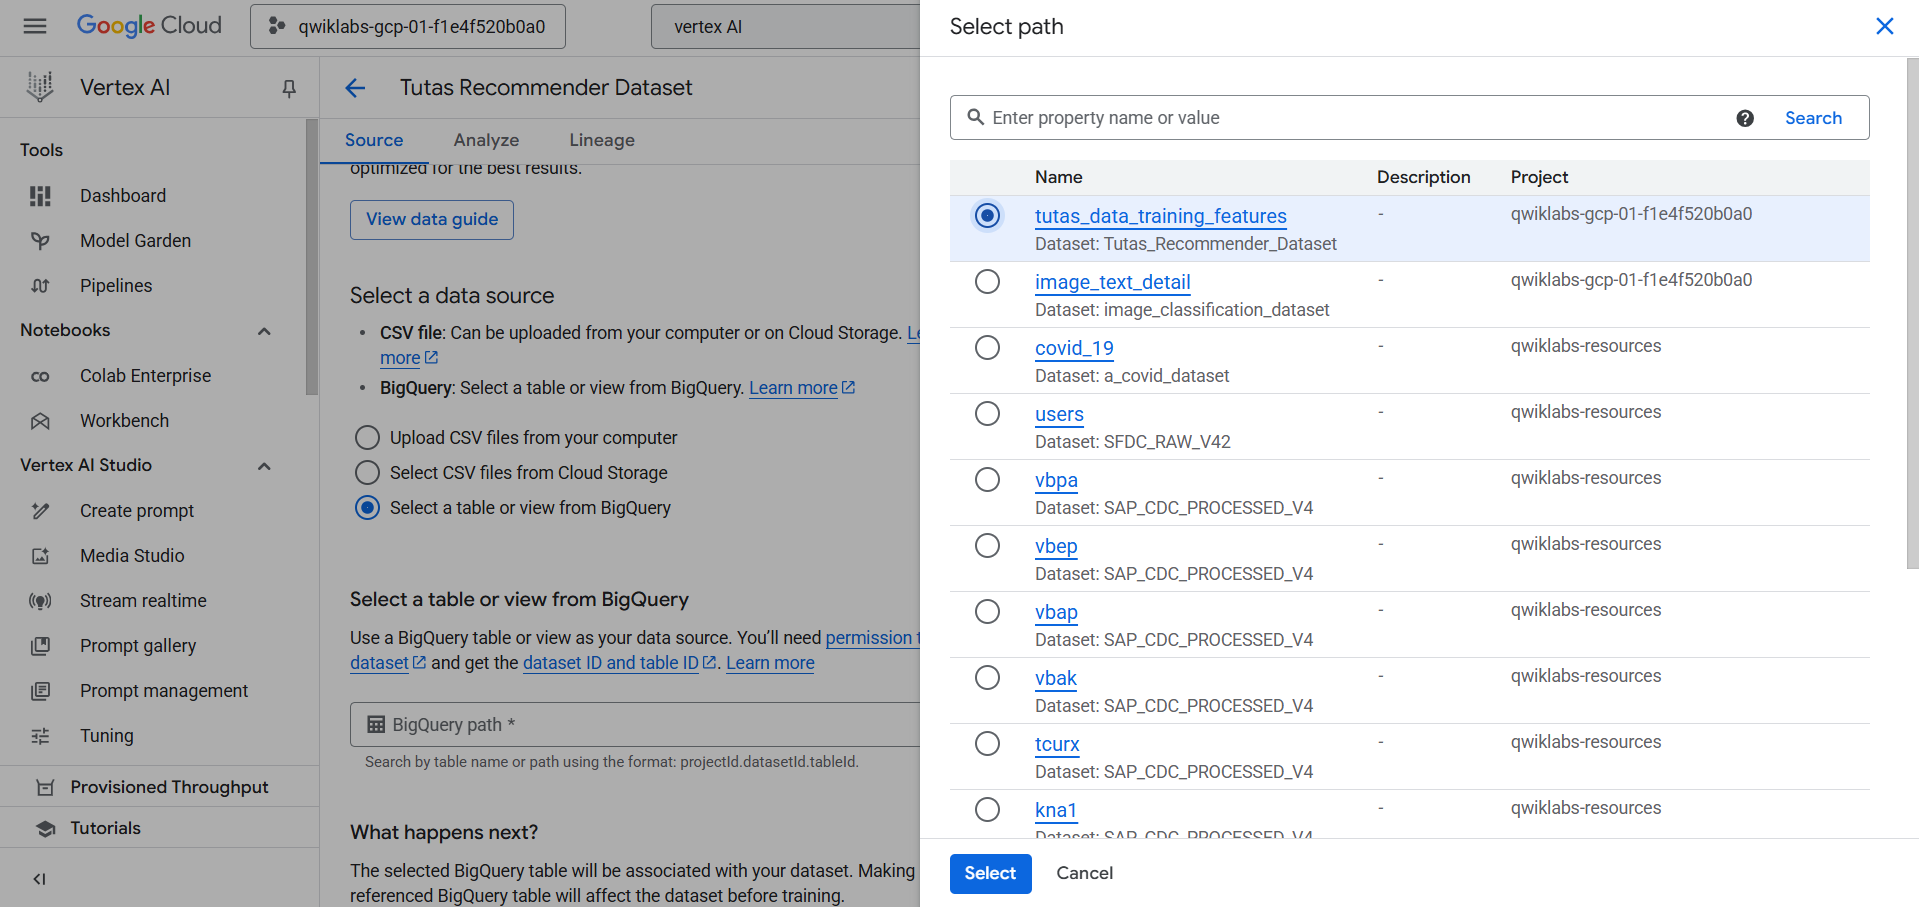 Google Cloud
qwiklabs-gcp-01-f1e4f520b0a0
vertex AI
Vertex AI
Tools
Dashboard
Model Garden
Pipelines
Notebooks
Colab Enterprise
Workbench
Vertex AI Studio
Create prompt
Media Studio
Stream realtime
Prompt gallery
Prompt management
Tuning
Provisioned Throughput
Tutorials
Tutas Recommender Dataset
Source Analyze Lineage
optimized for the best results.
View data guide
Select a data source
• CSV file: Can be uploaded from your computer or on Cloud Storage. Le
more
• BigQuery: Select a table or view from BigQuery. Learn more
Upload CSV files from your computer
Select CSV files from Cloud Storage
Select a table or view from BigQuery
Select a table or view from BigQuery
Use a BigQuery table or view as your data source. You’ll need permission t
dataset and get the dataset ID and table ID. Learn more
BigQuery path *
Search by table name or path using the format: projectId.datasetId.tableId.
What happens next?
The selected BigQuery table will be associated with your dataset. Making
referenced BigQuery table will affect the dataset before training.
Select path
Enter property name or value Search
Name Description Project
tutas_data_training_features - qwiklabs-gcp-01-f1e4f520b0a0
Dataset: Tutas_Recommender_Dataset
image_text_detail - qwiklabs-gcp-01-f1e4f520b0a0
Dataset: image_classification_dataset
covid_19 - qwiklabs-resources
Dataset: a_covid_dataset
users - qwiklabs-resources
Dataset: SFDC_RAW_V42
vbpa - qwiklabs-resources
Dataset: SAP_CDC_PROCESSED_V4
vbep - qwiklabs-resources
Dataset: SAP_CDC_PROCESSED_V4
vbap - qwiklabs-resources
Dataset: SAP_CDC_PROCESSED_V4
vbak - qwiklabs-resources
Dataset: SAP_CDC_PROCESSED_V4
tcurx - qwiklabs-resources
Dataset: SAP_CDC_PROCESSED_V4
kna1 - qwiklabs-resources
Dataset: SAP_CDC_PROCESSED_V4
Select Cancel